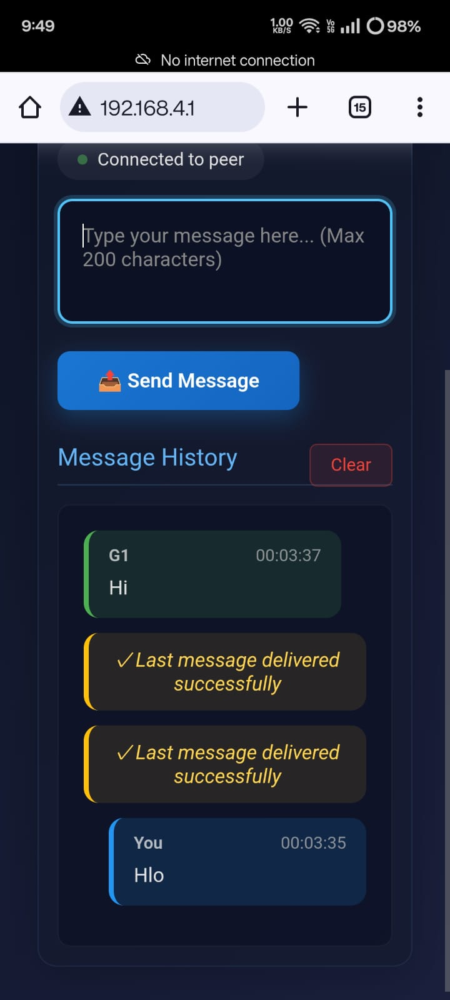 9:49
1.00
KB/S
Vo
5G
98%
No internet connection
192.168.4.1
15
Connected to peer
Type your message here... (Max
200 characters)
📤 Send Message
Message History
Clear
G1 00:03:37
Hi
✓ Last message delivered
successfully
✓ Last message delivered
successfully
You 00:03:35
Hlo